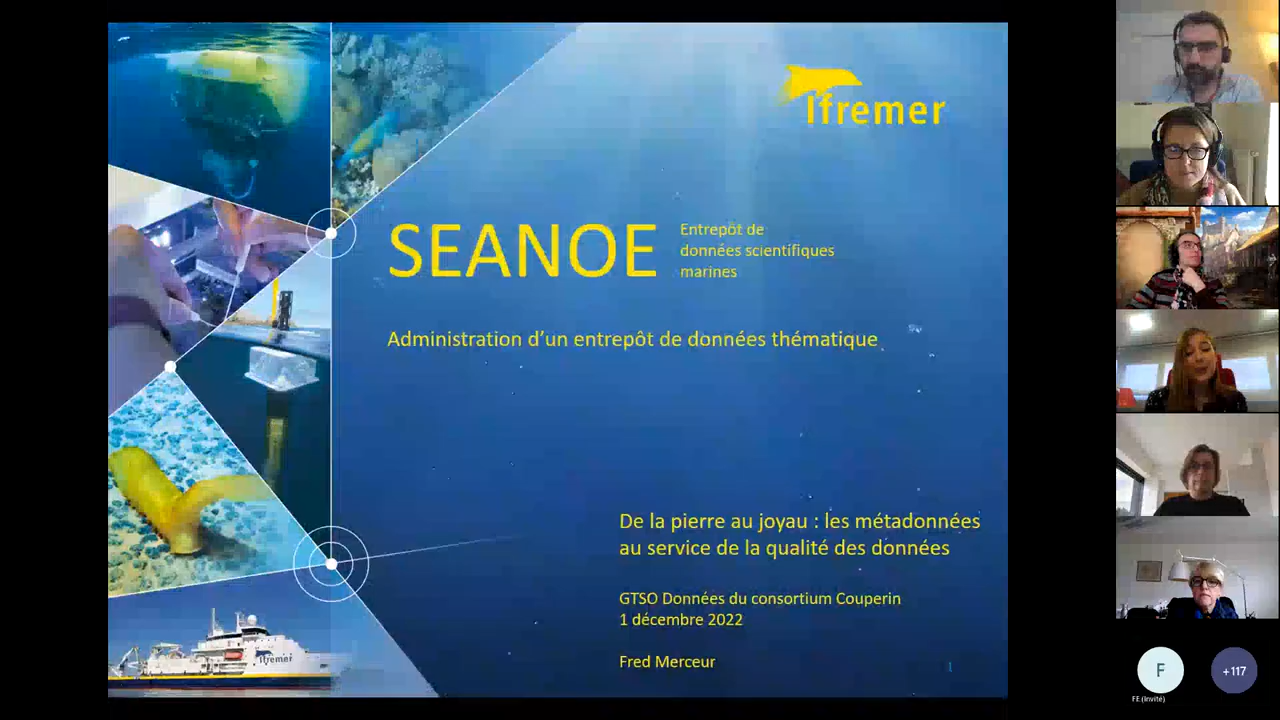 Ifremer
SEANOE
Entrepôt de
données scientifiques
marines
Administration d'un entrepôt de données thématique
De la pierre au joyau : les métadonnées
au service de la qualité des données
GTSO Données du consortium Couperin
1 décembre 2022
Fred Merceur
1
Ifremer
F
+117
FE (Invité)